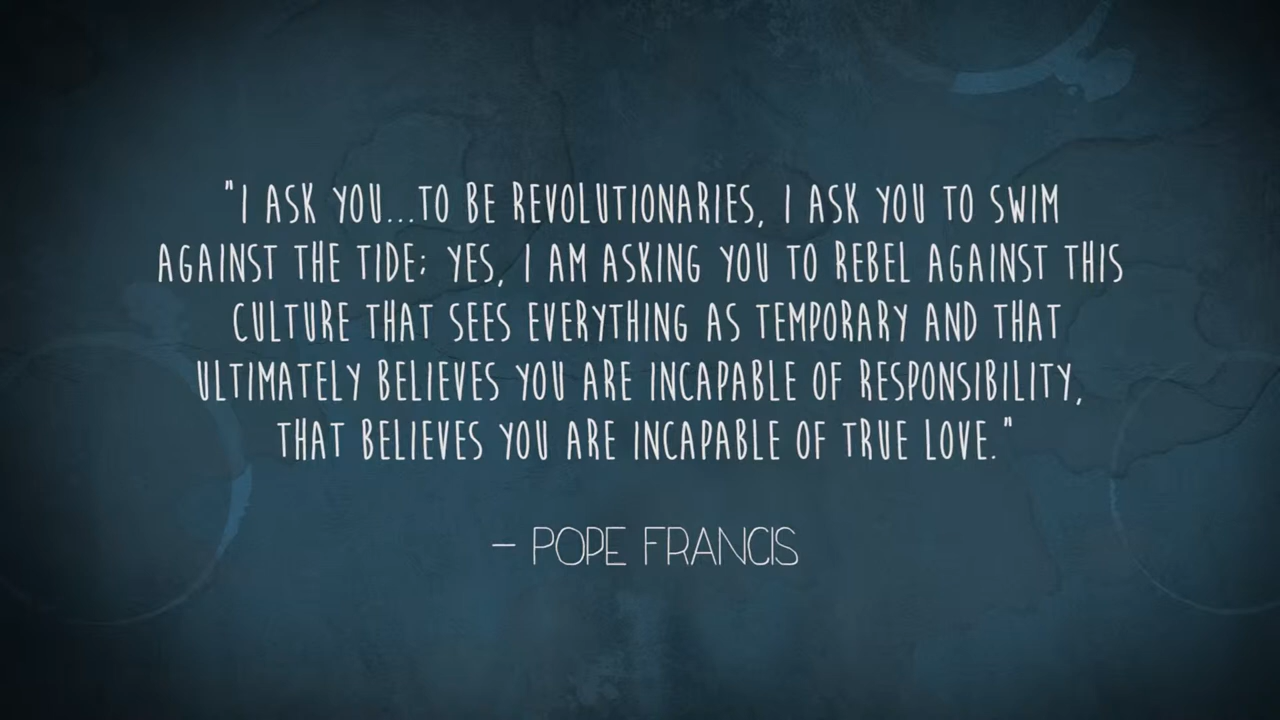 "I ASK YOU...TO BE REVOLUTIONARIES, I ASK YOU TO SWIM
AGAINST THE TIDE; YES, I AM ASKING YOU TO REBEL AGAINST THIS
CULTURE THAT SEES EVERYTHING AS TEMPORARY AND THAT
ULTIMATELY BELIEVES YOU ARE INCAPABLE OF RESPONSIBILITY,
THAT BELIEVES YOU ARE INCAPABLE OF TRUE LOVE."
– POPE FRANCIS